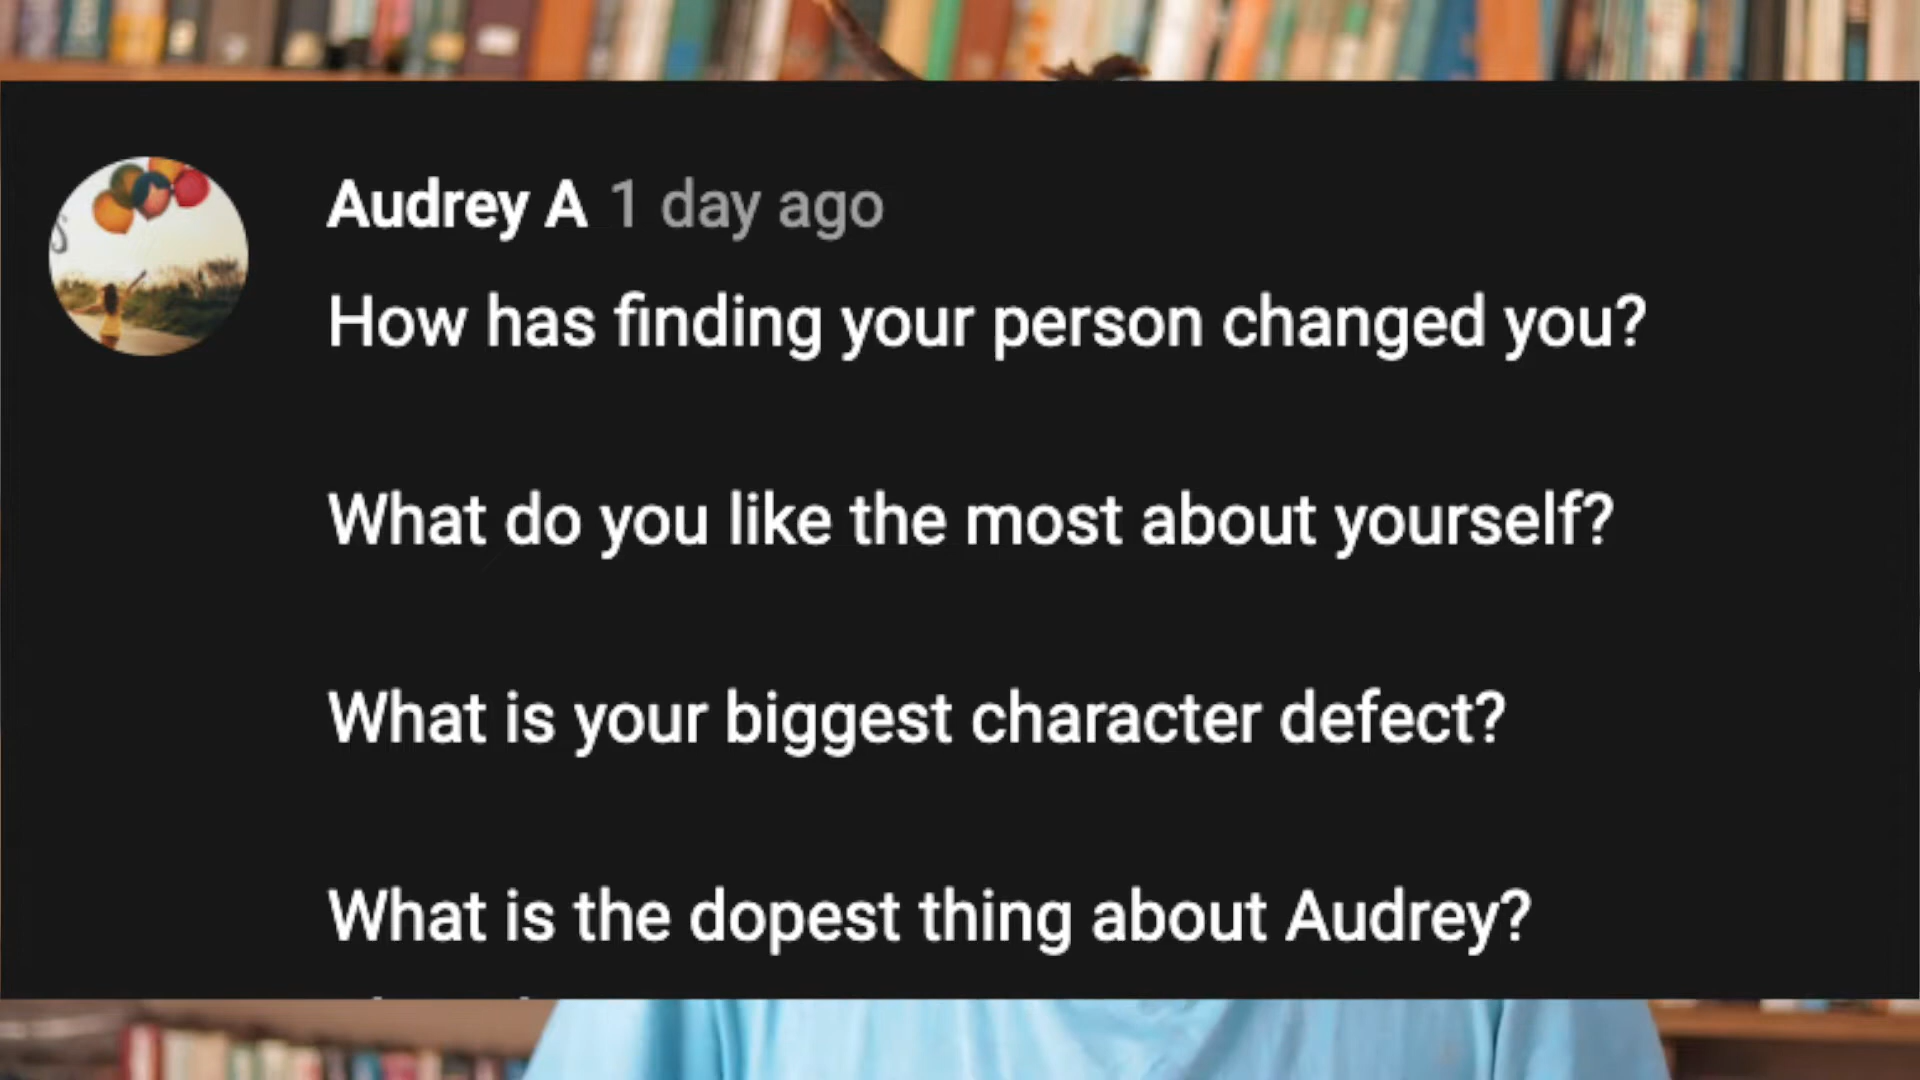 Audrey A 1 day ago
How has finding your person changed you?
What do you like the most about yourself?
What is your biggest character defect?
What is the dopest thing about Audrey?